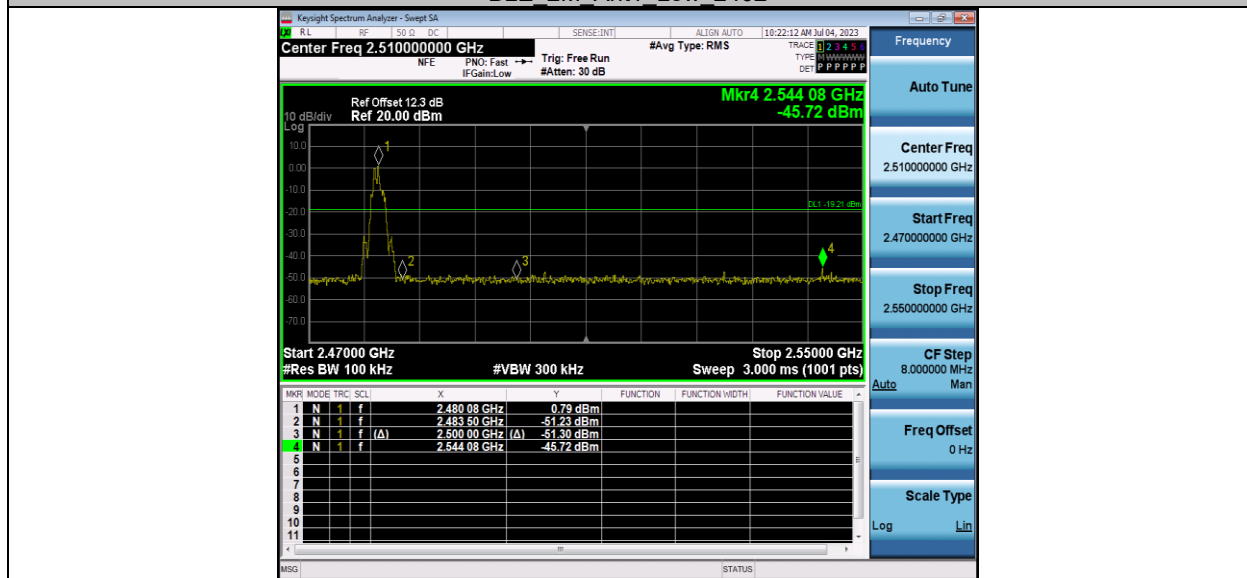 Keysight Spectrum Analyzer - Swept SA
RL RF 50 Ω DC SENSE:INT ALIGN AUTO 10:22:12 AM Jul 04, 2023
Center Freq 2.510000000 GHz
NFE PNO: Fast Trig: Free Run
IFGain:Low #Atten: 30 dB
#Avg Type: RMS
TRACE 1 2 3 4 5 6
TYPE M WWWWW
DET P P P P P P
Mkr4 2.544 08 GHz
-45.72 dBm
Ref Offset 12.3 dB
10 dB/div Ref 20.00 dBm
Log
10.0
0.00
-10.0
-20.0
-30.0
-40.0
-50.0
-60.0
-70.0
1
2
3
4
DL1 -19.21 dBm
Start 2.47000 GHz Stop 2.55000 GHz
#Res BW 100 kHz #VBW 300 kHz Sweep 3.000 ms (1001 pts)
MKR MODE TRC SCL X Y FUNCTION FUNCTION WIDTH FUNCTION VALUE
1 N 1 f 2.480 08 GHz 0.79 dBm
2 N 1 f 2.483 50 GHz -51.23 dBm
3 N 1 f (Δ) 2.500 00 GHz (Δ) -51.30 dBm
4 N 1 f 2.544 08 GHz -45.72 dBm
5
6
7
8
9
10
11
MSG STATUS
Frequency
Auto Tune
Center Freq
2.510000000 GHz
Start Freq
2.470000000 GHz
Stop Freq
2.550000000 GHz
CF Step
8.000000 MHz
Auto Man
Freq Offset
0 Hz
Scale Type
Log Lin